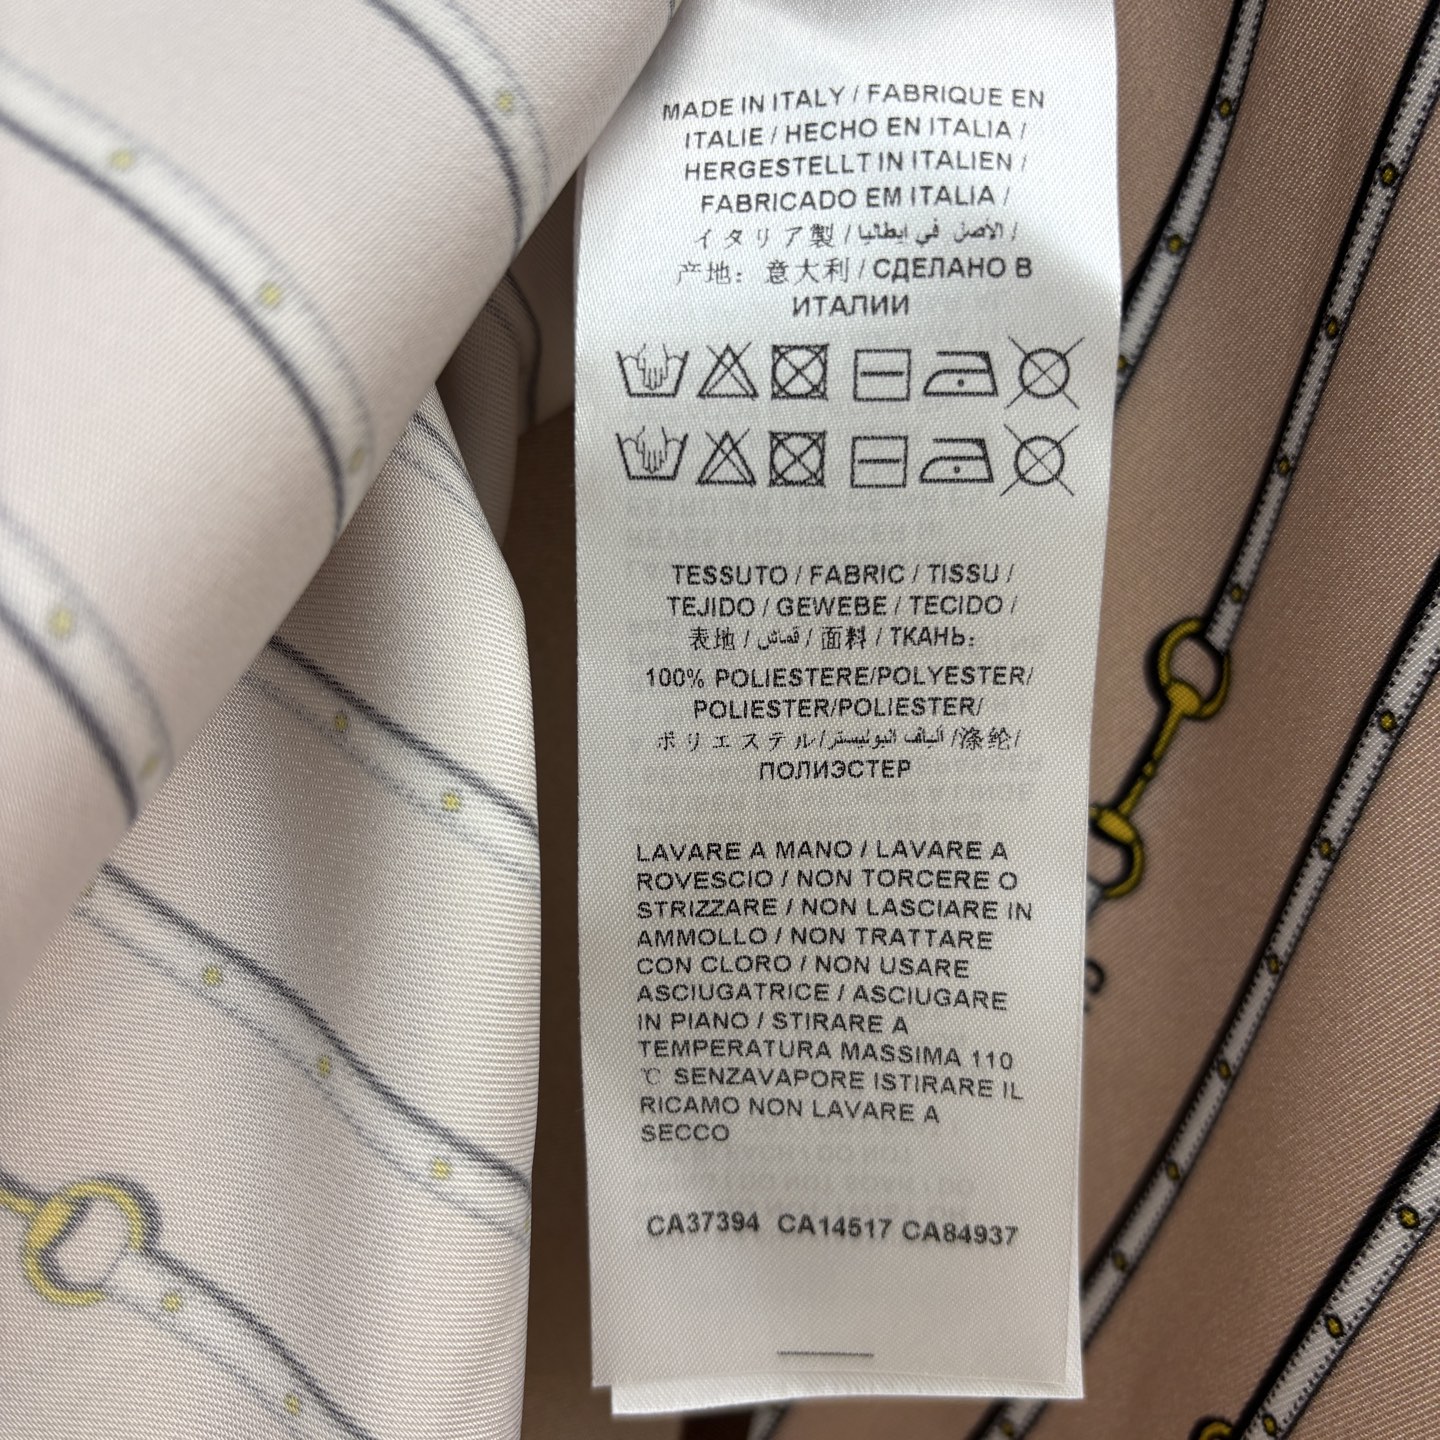 MADE IN ITALY / FABRIQUE EN
ITALIE / HECHO EN ITALIA /
HERGESTELLT IN ITALIEN /
FABRICADO EM ITALIA /
イタリア製 / الأصل في إيطاليا /
产地: 意大利 / СДЕЛАНО В
ИТАЛИИ
TESSUTO / FABRIC / TISSU /
TEJIDO / GEWEBE / TECIDO /
表地 / قماش / 面料 / ТКАНЬ:
100% POLIESTERE/POLYESTER/
POLIESTER/POLIESTER/
ポリエステル/الياف البوليستر/涤纶/
ПОЛИЭСТЕР
LAVARE A MANO / LAVARE A
ROVESCIO / NON TORCERE O
STRIZZARE / NON LASCIARE IN
AMMOLLO / NON TRATTARE
CON CLORO / NON USARE
ASCIUGATRICE / ASCIUGARE
IN PIANO / STIRARE A
TEMPERATURA MASSIMA 110
℃ SENZAVAPORE ISTIRARE IL
RICAMO NON LAVARE A
SECCO
CA37394 CA14517 CA84937